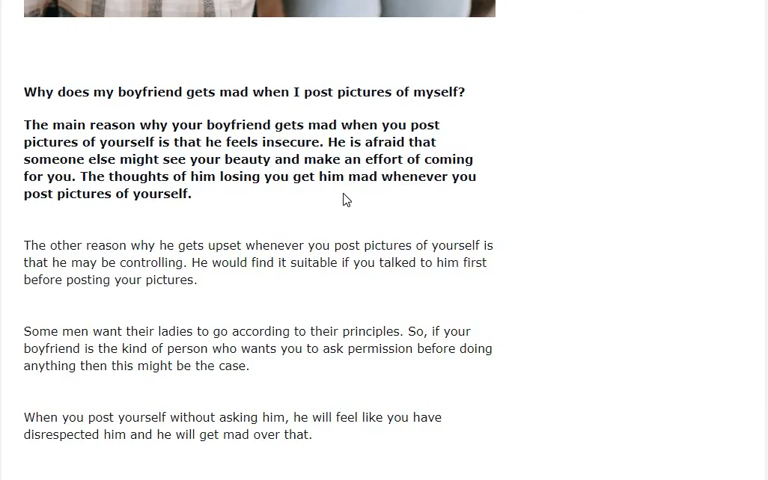 Why does my boyfriend gets mad when I post pictures of myself?
The main reason why your boyfriend gets mad when you post
pictures of yourself is that he feels insecure. He is afraid that
someone else might see your beauty and make an effort of coming
for you. The thoughts of him losing you get him mad whenever you
post pictures of yourself.
The other reason why he gets upset whenever you post pictures of yourself is
that he may be controlling. He would find it suitable if you talked to him first
before posting your pictures.
Some men want their ladies to go according to their principles. So, if your
boyfriend is the kind of person who wants you to ask permission before doing
anything then this might be the case.
When you post yourself without asking him, he will feel like you have
disrespected him and he will get mad over that.